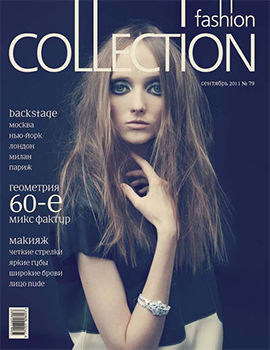 fashion
COLLECTION
сентябрь 2011 № 79
backstage
москва
нью-йорк
лондон
милан
париж
геометрия
60-е
микс фактур
макияж
четкие стрелки
яркие губы
широкие брови
лицо nude